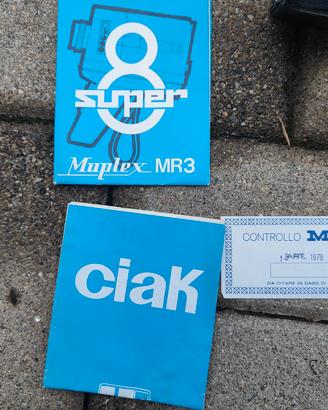 8
super
Muplex MR3
ciak
CONTROLLO M
1978
DA CITARE IN CASO DI